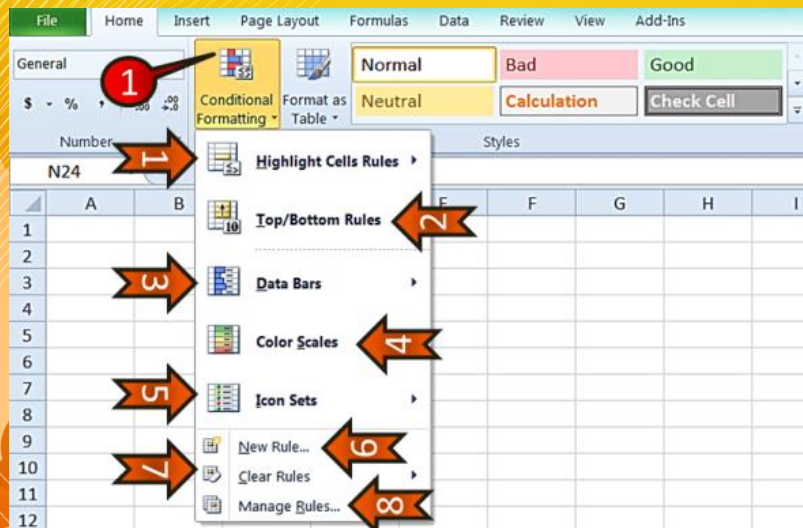 File Home Insert Page Layout Formulas Data Review View Add-Ins
General
1
Normal Bad Good
$ % , .00 .00 →.0
Conditional Formatting Format as Table
Neutral Calculation Check Cell
Number Styles
N24
1 Highlight Cells Rules
A B F G H I
Top/Bottom Rules 2
3 Data Bars
Color Scales 4
5 Icon Sets
New Rule... 6
7 Clear Rules
Manage Rules... 8
1
2
3
4
5
6
7
8
9
10
11
12